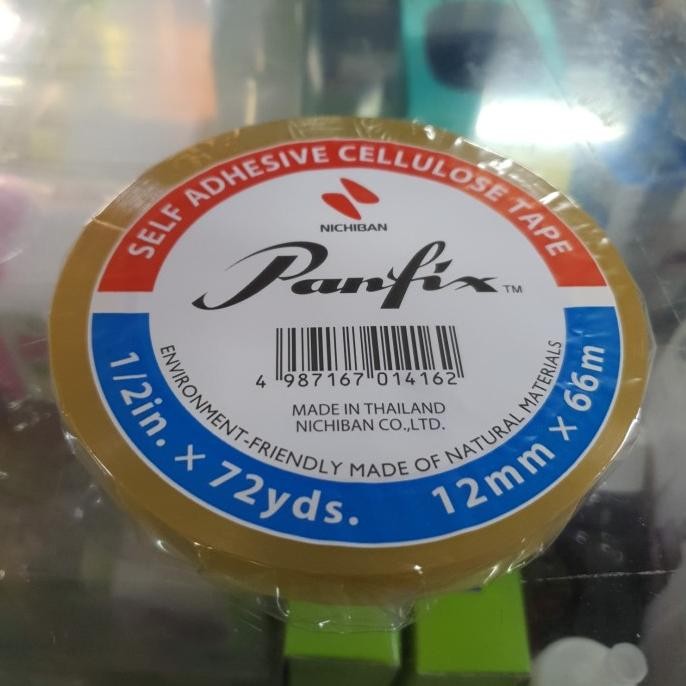 SELF ADHESIVE CELLULOSE TAPE
NICHIBAN
Panfix™
4 987167 014162
MADE IN THAILAND
NICHIBAN CO.,LTD.
ENVIRONMENT-FRIENDLY MADE OF NATURAL MATERIALS
1/2in. × 72yds. 12mm × 66m